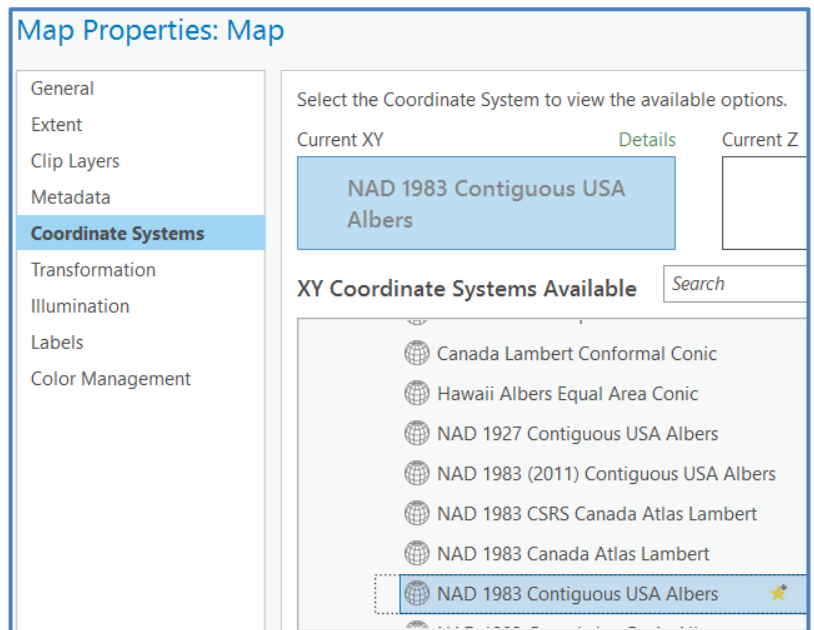 Map Properties: Map
General
Extent
Clip Layers
Metadata
Coordinate Systems
Transformation
Illumination
Labels
Color Management
Select the Coordinate System to view the available options.
Current XY
Details
Current Z
NAD 1983 Contiguous USA
Albers
XY Coordinate Systems Available
Search
Canada Lambert Conformal Conic
Hawaii Albers Equal Area Conic
NAD 1927 Contiguous USA Albers
NAD 1983 (2011) Contiguous USA Albers
NAD 1983 CSRS Canada Atlas Lambert
NAD 1983 Canada Atlas Lambert
NAD 1983 Contiguous USA Albers